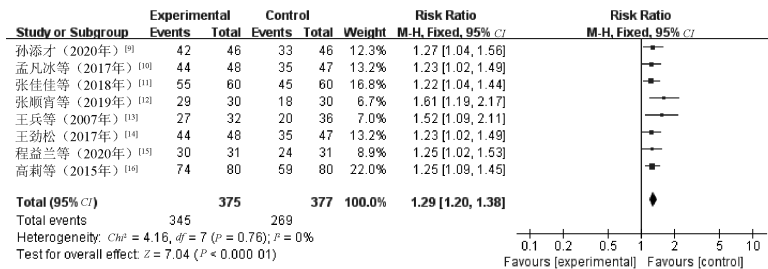 Experimental Control Risk Ratio Risk Ratio
Study or Subgroup Events Total Events Total Weight M-H, Fixed, 95% CI M-H, Fixed, 95% CI
孙添才（2020年）[9] 42 46 33 46 12.3% 1.27 [1.04, 1.56]
孟凡冰等（2017年）[10] 44 48 35 47 13.2% 1.23 [1.02, 1.49]
张佳佳等（2018年）[11] 55 60 45 60 16.8% 1.22 [1.04, 1.44]
张顺宵等（2019年）[12] 29 30 18 30 6.7% 1.61 [1.19, 2.17]
王兵等（2007年）[13] 27 32 20 36 7.0% 1.52 [1.09, 2.11]
王劲松（2017年）[14] 44 48 35 47 13.2% 1.23 [1.02, 1.49]
程益兰等（2020年）[15] 30 31 24 31 8.9% 1.25 [1.02, 1.53]
高莉等（2015年）[16] 74 80 59 80 22.0% 1.25 [1.09, 1.45]
Total (95% CI) 375 377 100.0% 1.29 [1.20, 1.38]
Total events 345 269
Heterogeneity: Chi² = 4.16, df = 7 (P = 0.76); I² = 0%
Test for overall effect: Z = 7.04 (P < 0.000 01)
0.1 0.2 0.5 1 2 5 10
Favours [experimental] Favours [control]